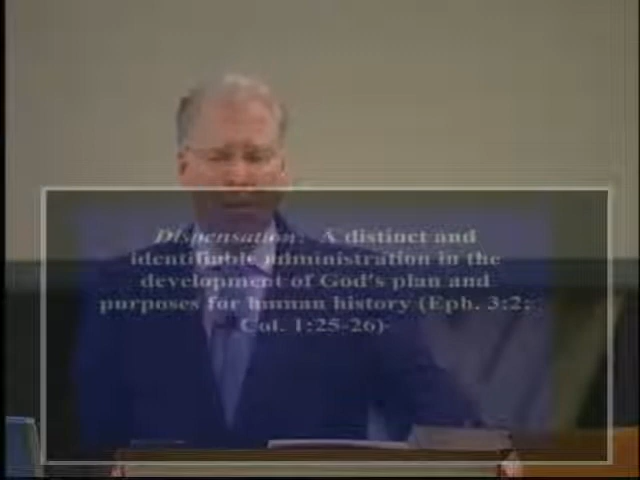 Dispensation: A distinct and
identifiable administration in the
development of God's plan and
purposes for human history (Eph. 3:2;
Col. 1:25-26)